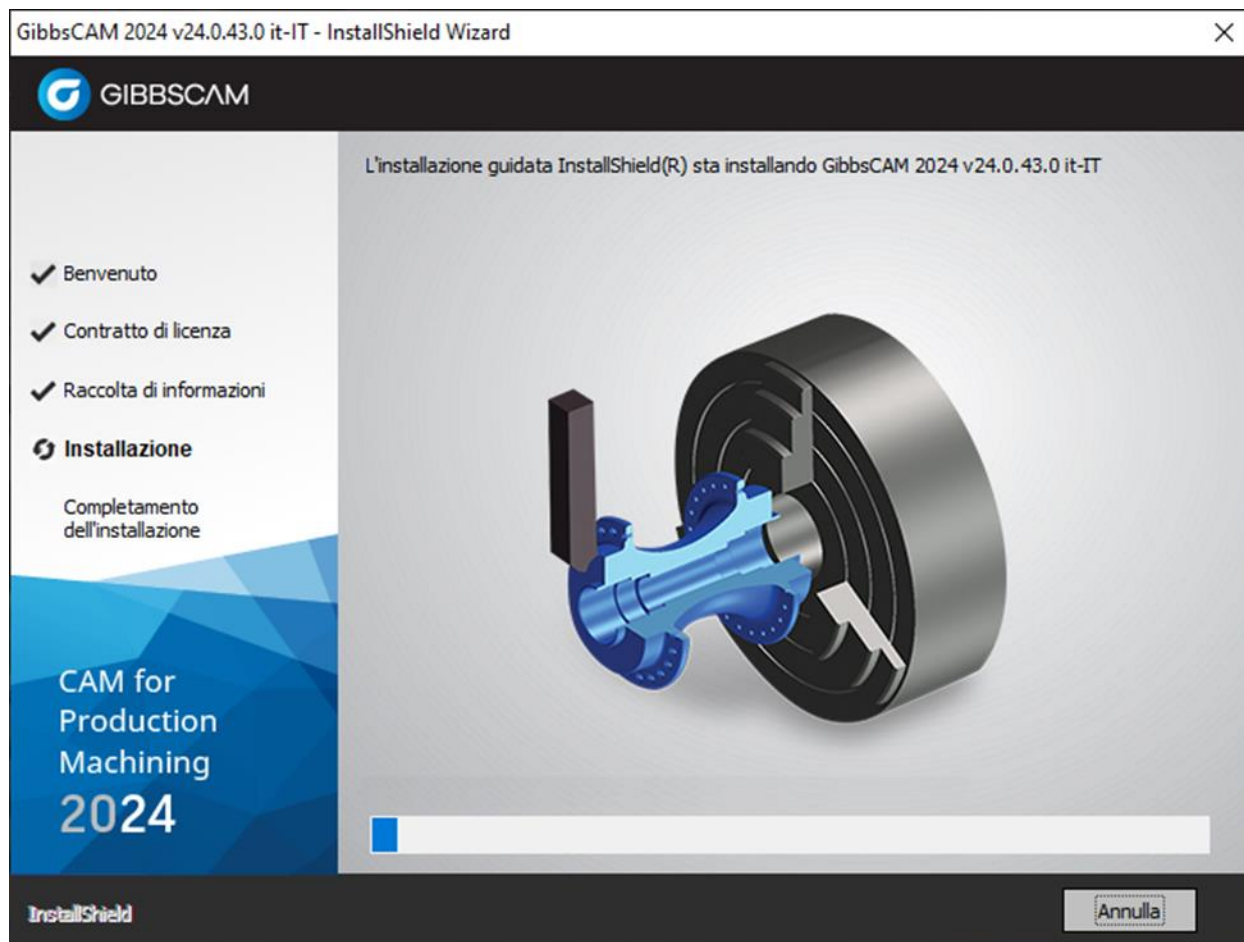 GibbsCAM 2024 v24.0.43.0 it-IT - InstallShield Wizard
GIBBSCAM
L'installazione guidata InstallShield(R) sta installando GibbsCAM 2024 v24.0.43.0 it-IT
Benvenuto
Contratto di licenza
Raccolta di informazioni
Installazione
Completamento
dell'installazione
CAM for
Production
Machining
2024
InstallShield
Annulla